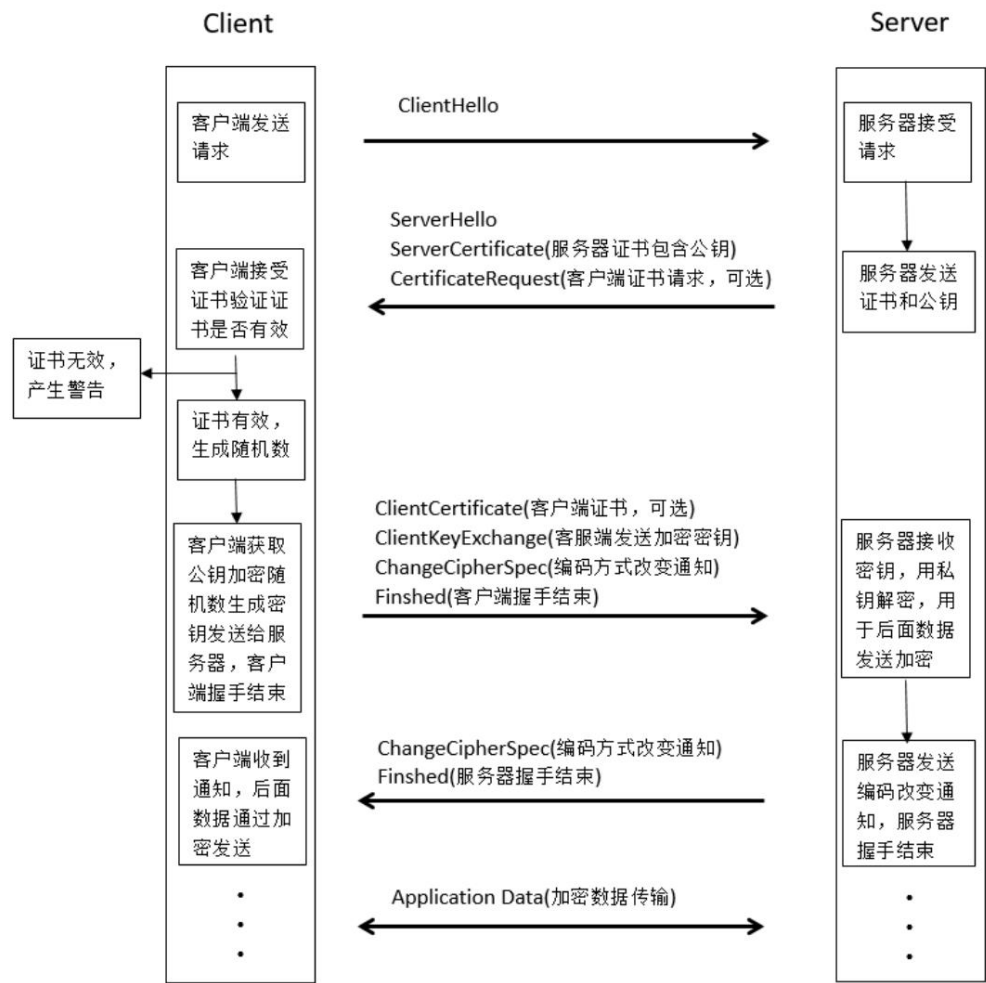 Client
Server
客户端发送
请求
ClientHello
服务器接受
请求
ServerHello
ServerCertificate(服务器证书包含公钥)
CertificateRequest(客户端证书请求，可选)
客户端接受
证书验证证
书是否有效
服务器发送
证书和公钥
证书无效，
产生警告
证书有效，
生成随机数
ClientCertificate(客户端证书，可选)
ClientKeyExchange(客服端发送加密密钥)
ChangeCipherSpec(编码方式改变通知)
Finshed(客户端握手结束)
客户端获取
公钥加密随
机数生成密
钥发送给服
务器，客户
端握手结束
服务器接收
密钥，用私
钥解密，用
于后面数据
发送加密
ChangeCipherSpec(编码方式改变通知)
Finshed(服务器握手结束)
客户端收到
通知，后面
数据通过加
密发送
服务器发送
编码改变通
知，服务器
握手结束
Application Data(加密数据传输)